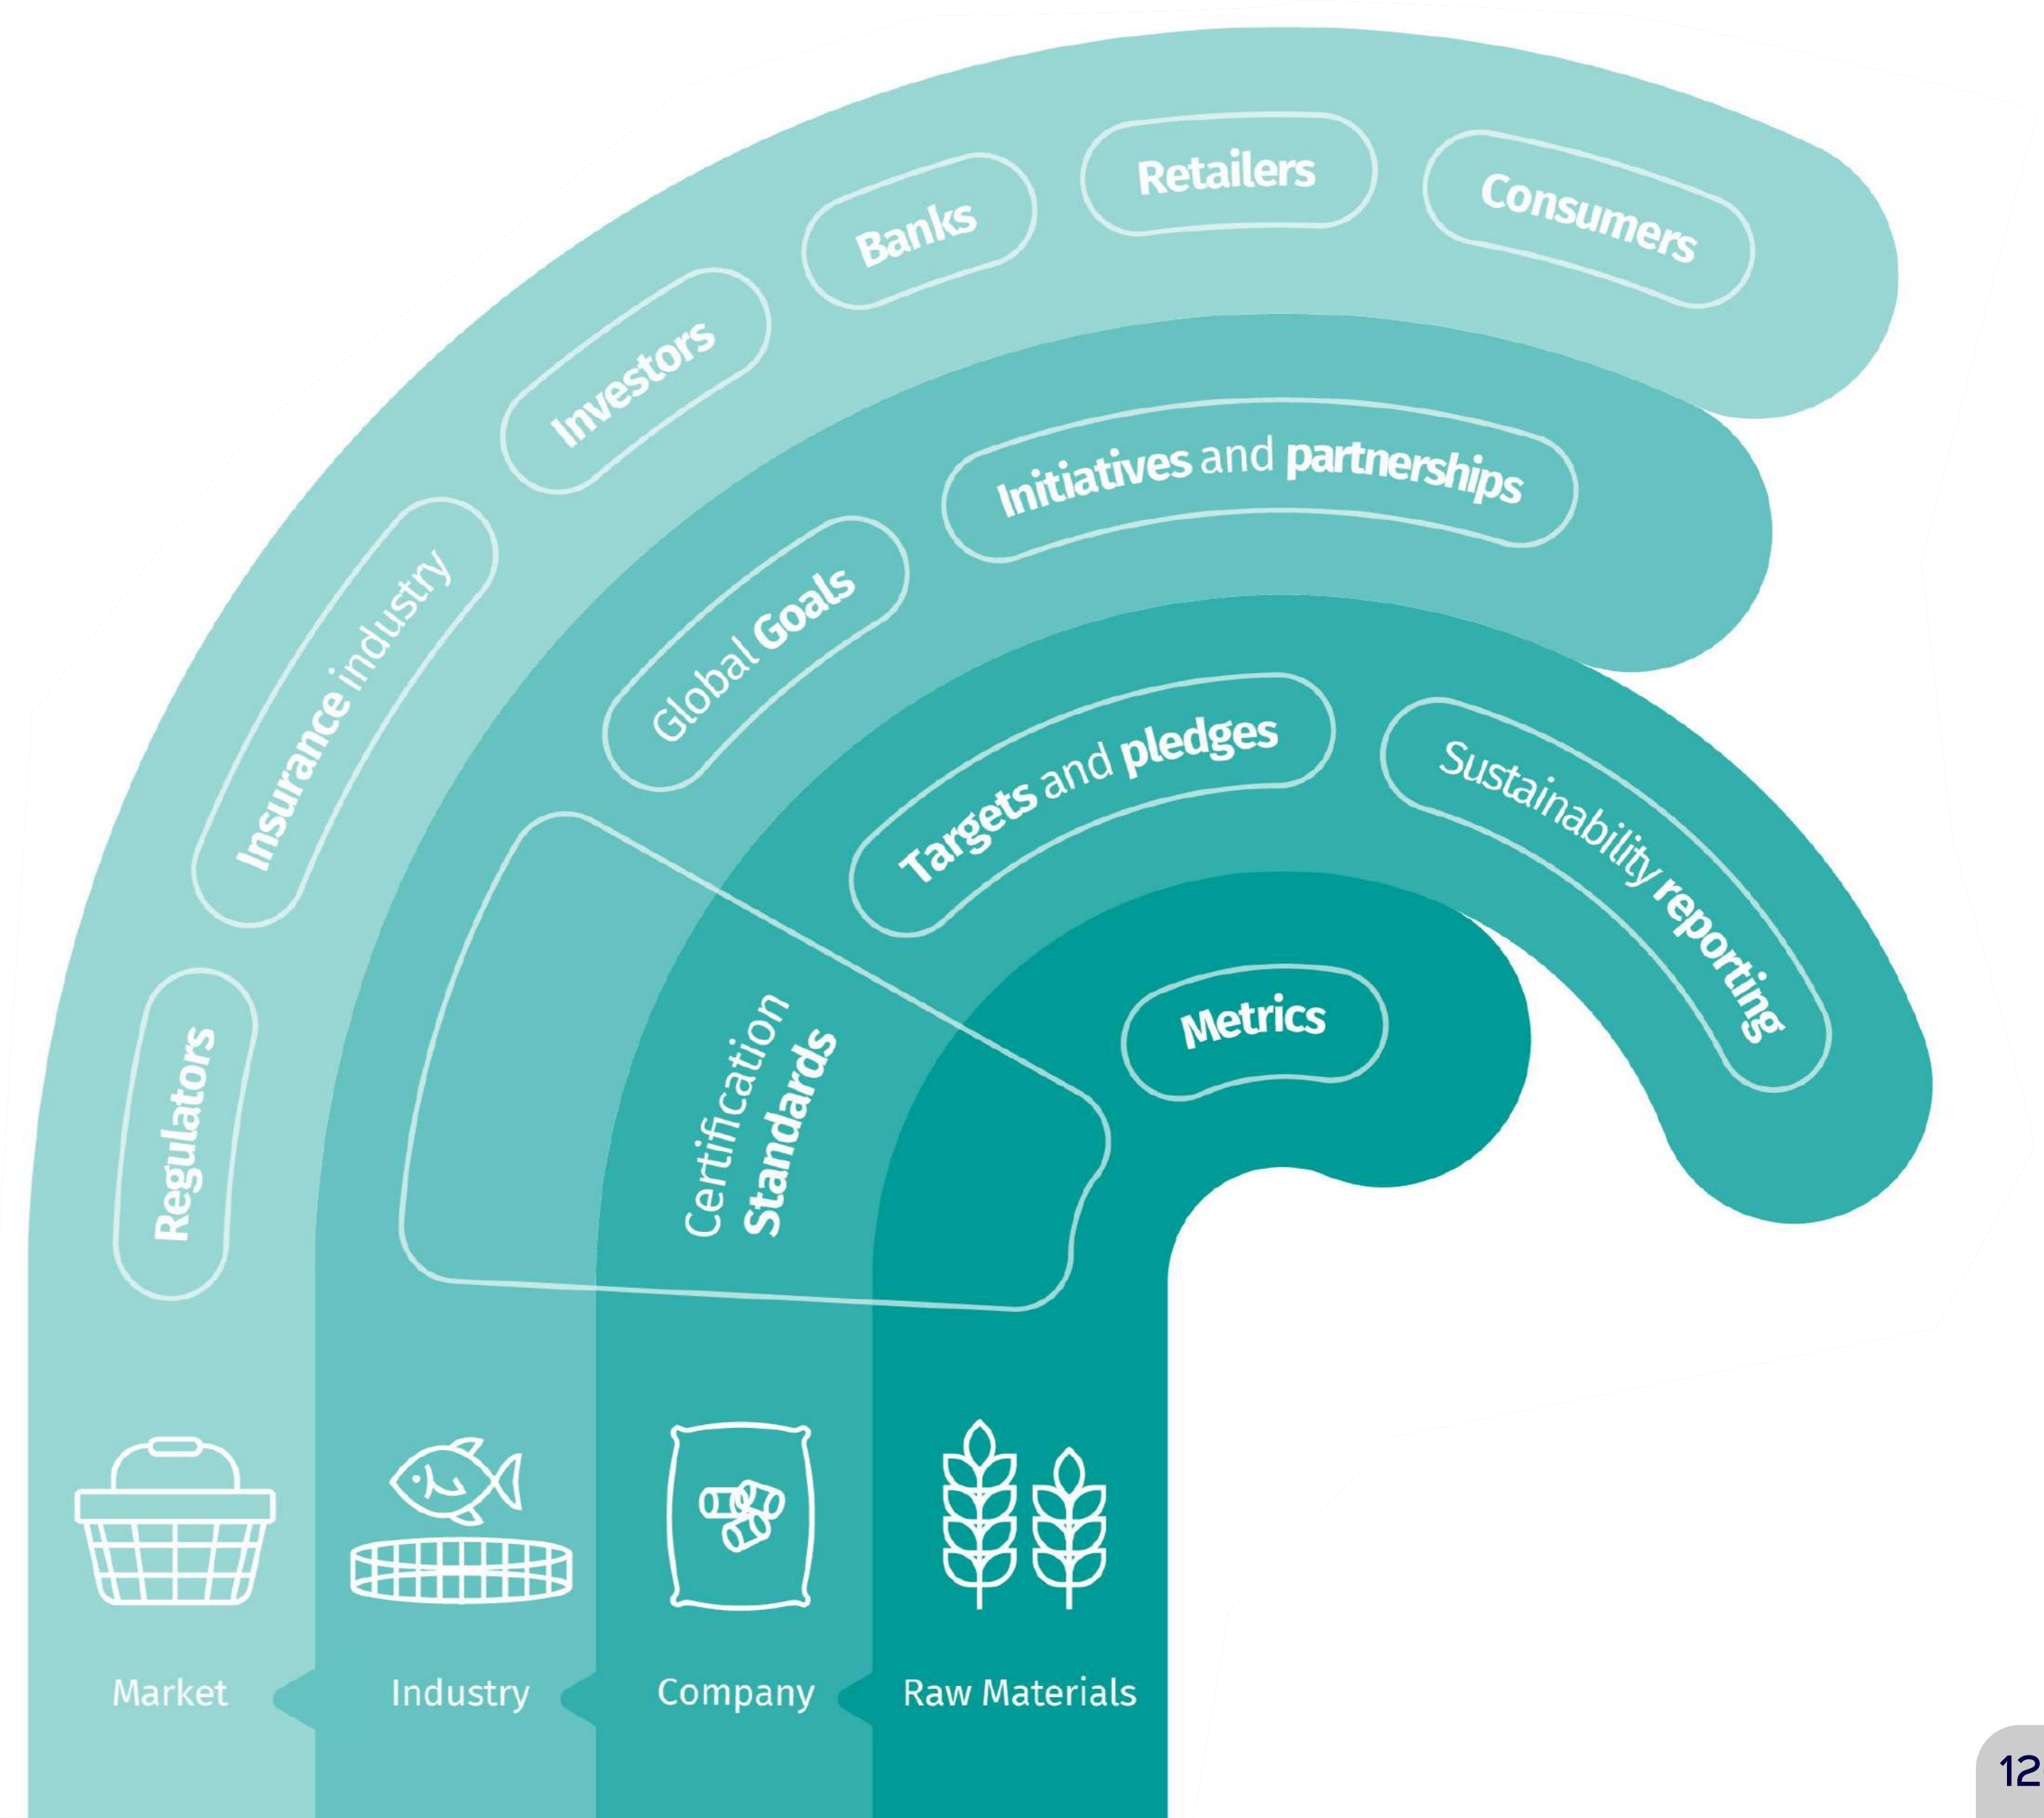 Retailers
Consumers
Banks
Investors
Insurance industry
Regulators
Initiatives and partnerships
Global Goals
Targets and pledges
Sustainability reporting
Certification
Standards
Metrics
Market
Industry
Company
Raw Materials
12